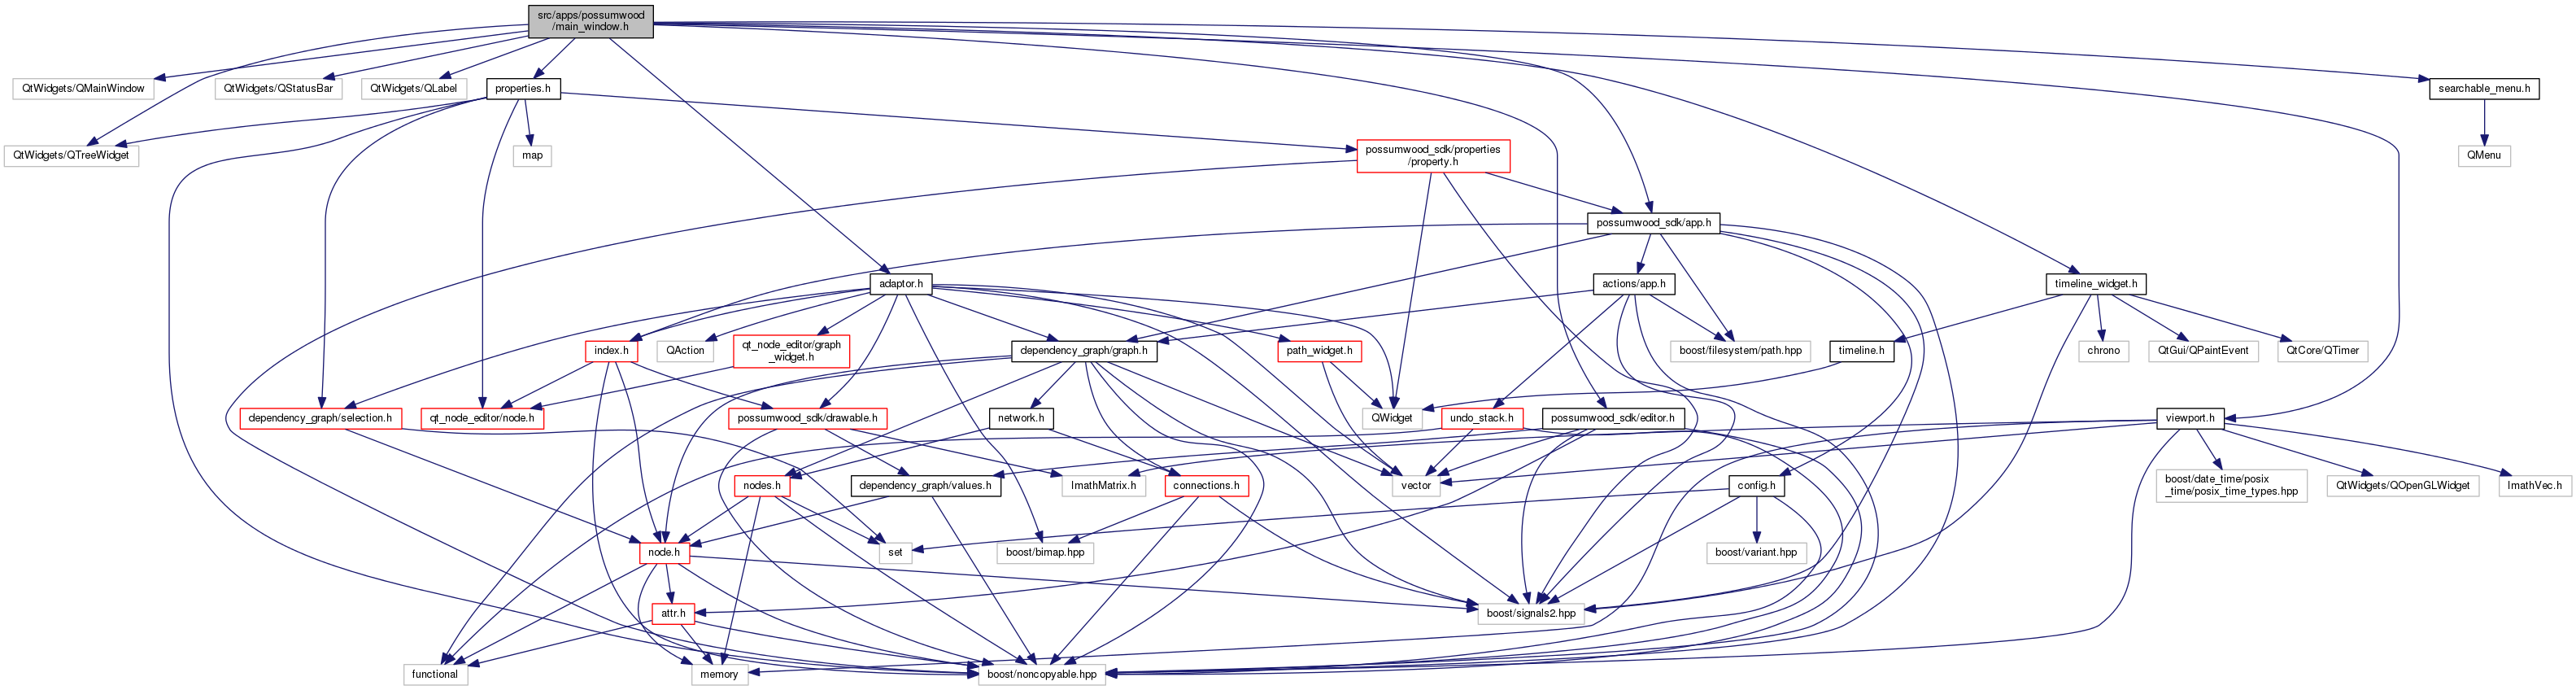 src/apps/possumwood
/main_window.h
QtWidgets/QMainWindow
QtWidgets/QStatusBar
QtWidgets/QLabel
properties.h
searchable_menu.h
QtWidgets/QTreeWidget
map
possumwood_sdk/properties
/property.h
QMenu
possumwood_sdk/app.h
adaptor.h
actions/app.h
timeline_widget.h
index.h
QAction
qt_node_editor/graph
_widget.h
dependency_graph/graph.h
path_widget.h
boost/filesystem/path.hpp
timeline.h
chrono
QtGui/QPaintEvent
QtCore/QTimer
dependency_graph/selection.h
qt_node_editor/node.h
possumwood_sdk/drawable.h
network.h
QWidget
undo_stack.h
possumwood_sdk/editor.h
viewport.h
nodes.h
dependency_graph/values.h
ImathMatrix.h
connections.h
vector
config.h
boost/date_time/posix
_time/posix_time_types.hpp
QtWidgets/QOpenGLWidget
ImathVec.h
node.h
set
boost/bimap.hpp
boost/variant.hpp
attr.h
boost/signals2.hpp
functional
memory
boost/noncopyable.hpp